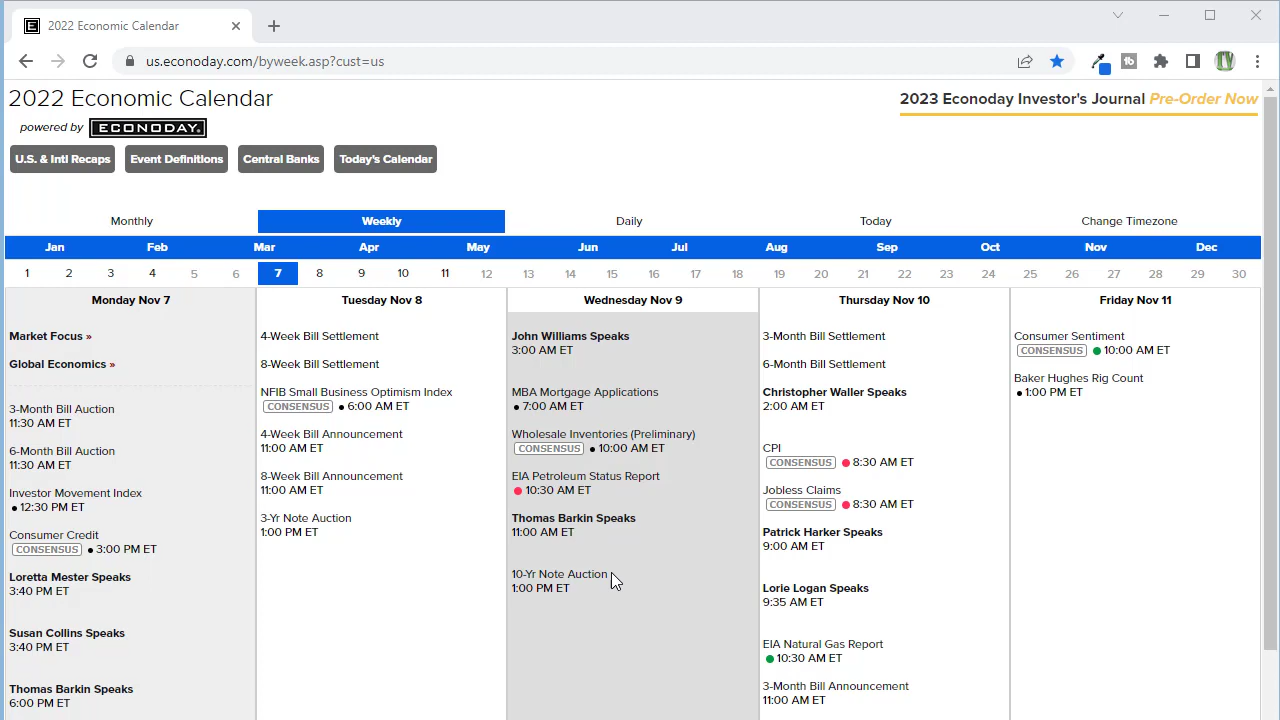 2022 Economic Calendar
us.econoday.com/byweek.asp?cust=us
2022 Economic Calendar
2023 Econoday Investor's Journal Pre-Order Now
powered by ECONODAY
U.S. & Intl Recaps Event Definitions Central Banks Today's Calendar
Monthly Weekly Daily Today Change Timezone
Jan Feb Mar Apr May Jun Jul Aug Sep Oct Nov Dec
1 2 3 4 5 6 7 8 9 10 11 12 13 14 15 16 17 18 19 20 21 22 23 24 25 26 27 28 29 30
Monday Nov 7
Market Focus »
Global Economics »
3-Month Bill Auction
11:30 AM ET
6-Month Bill Auction
11:30 AM ET
Investor Movement Index
12:30 PM ET
Consumer Credit
CONSENSUS 3:00 PM ET
Loretta Mester Speaks
3:40 PM ET
Susan Collins Speaks
3:40 PM ET
Thomas Barkin Speaks
6:00 PM ET
Tuesday Nov 8
4-Week Bill Settlement
8-Week Bill Settlement
NFIB Small Business Optimism Index
CONSENSUS 6:00 AM ET
4-Week Bill Announcement
11:00 AM ET
8-Week Bill Announcement
11:00 AM ET
3-Yr Note Auction
1:00 PM ET
Wednesday Nov 9
John Williams Speaks
3:00 AM ET
MBA Mortgage Applications
7:00 AM ET
Wholesale Inventories (Preliminary)
CONSENSUS 10:00 AM ET
EIA Petroleum Status Report
10:30 AM ET
Thomas Barkin Speaks
11:00 AM ET
10-Yr Note Auction
1:00 PM ET
Thursday Nov 10
3-Month Bill Settlement
6-Month Bill Settlement
Christopher Waller Speaks
2:00 AM ET
CPI
CONSENSUS 8:30 AM ET
Jobless Claims
CONSENSUS 8:30 AM ET
Patrick Harker Speaks
9:00 AM ET
Lorie Logan Speaks
9:35 AM ET
EIA Natural Gas Report
10:30 AM ET
3-Month Bill Announcement
11:00 AM ET
Friday Nov 11
Consumer Sentiment
CONSENSUS 10:00 AM ET
Baker Hughes Rig Count
1:00 PM ET